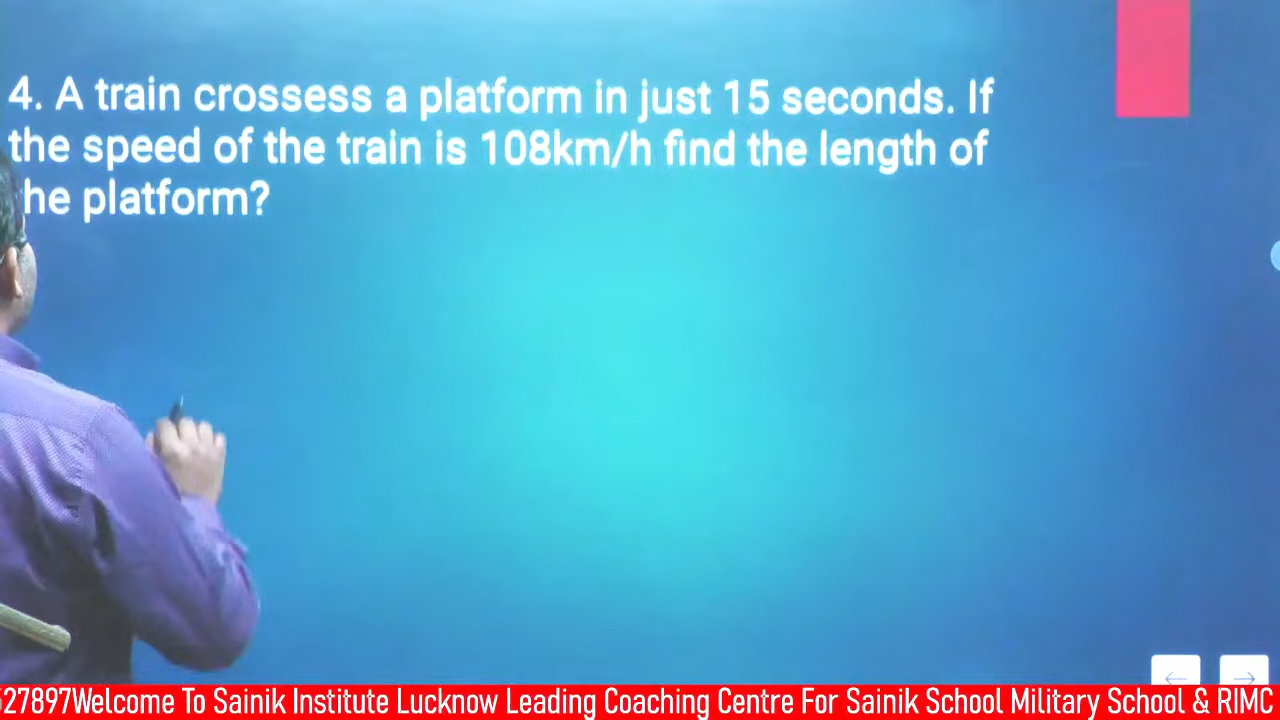 4. A train crossess a platform in just 15 seconds. If
the speed of the train is 108km/h find the length of
he platform?
527897Welcome To Sainik Institute Lucknow Leading Coaching Centre For Sainik School Military School & RIMC